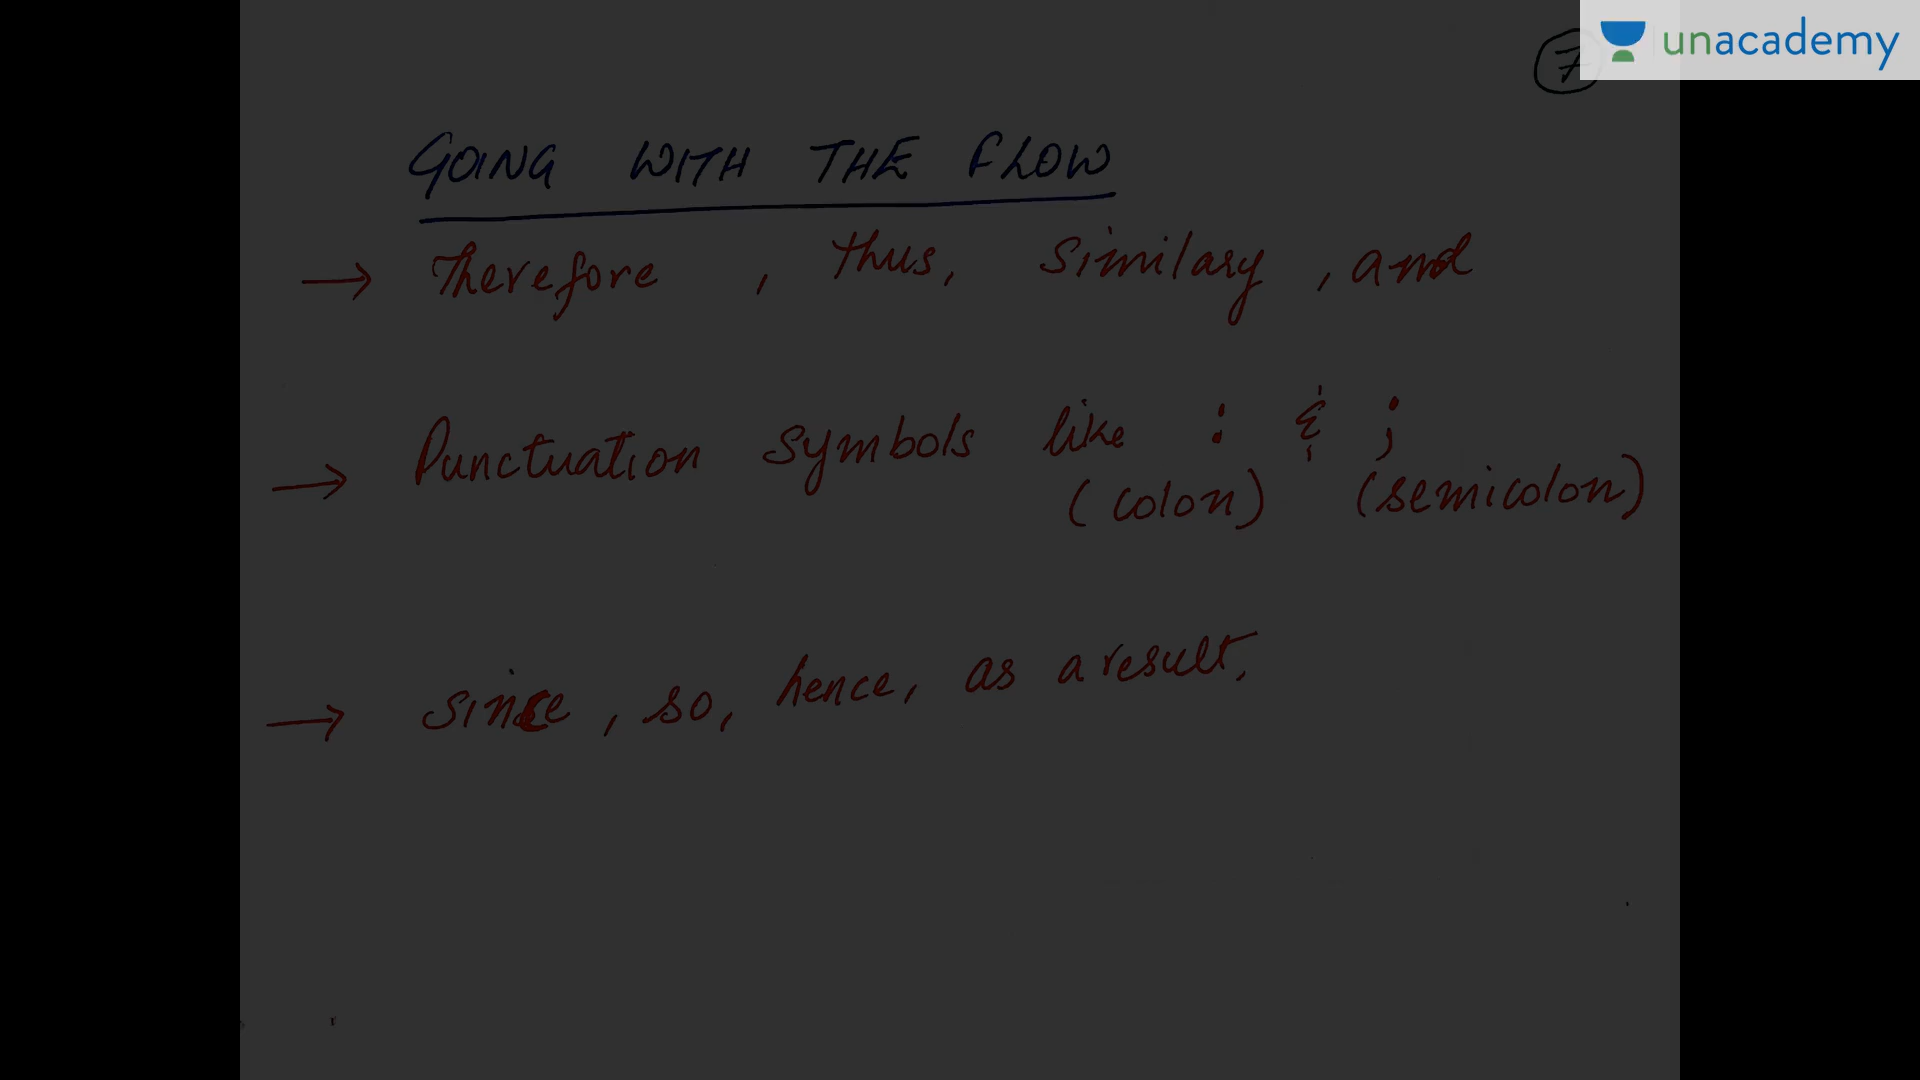 unacademy
7
GOING WITH THE FLOW
→ Therefore, thus, similary, and
→ Punctuation symbols like : & ;
(colon) (semicolon)
→ since, so, hence, as a result,